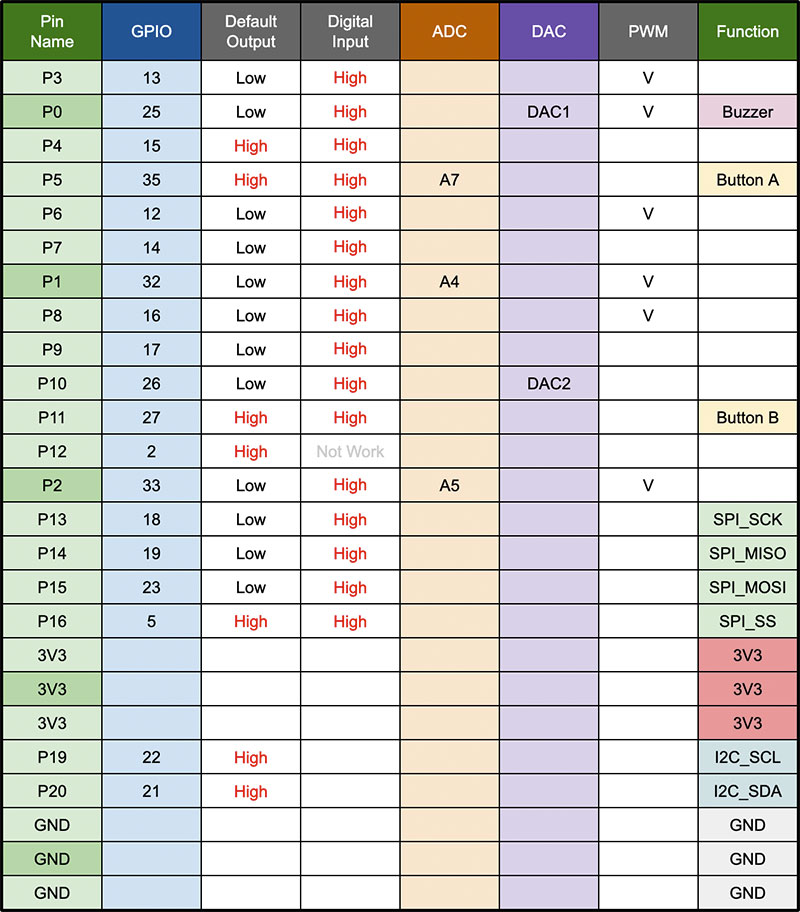 Pin Name GPIO Default Output Digital Input ADC DAC PWM Function
P3 13 Low High V
P0 25 Low High DAC1 V Buzzer
P4 15 High High
P5 35 High High A7 Button A
P6 12 Low High V
P7 14 Low High
P1 32 Low High A4 V
P8 16 Low High V
P9 17 Low High
P10 26 Low High DAC2
P11 27 High High Button B
P12 2 High Not Work
P2 33 Low High A5 V
P13 18 Low High SPI_SCK
P14 19 Low High SPI_MISO
P15 23 Low High SPI_MOSI
P16 5 High High SPI_SS
3V3 3V3
3V3 3V3
3V3 3V3
P19 22 High I2C_SCL
P20 21 High I2C_SDA
GND GND
GND GND
GND GND